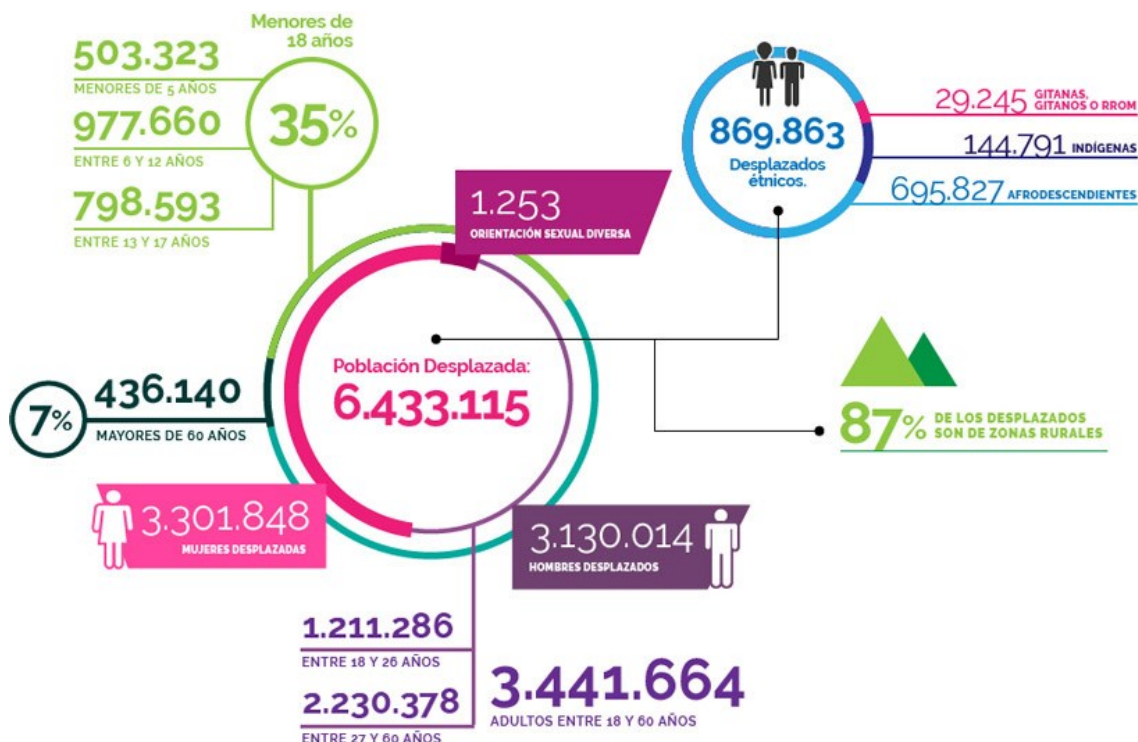 Menores de
18 años
503.323
MENORES DE 5 AÑOS
977.660
ENTRE 6 Y 12 AÑOS
798.593
ENTRE 13 Y 17 AÑOS
35%
869.863
Desplazados
étnicos.
29.245 GITANAS,
GITANOS O RROM
144.791 INDÍGENAS
695.827 AFRODESCENDIENTES
1.253
ORIENTACIÓN SEXUAL DIVERSA
Población Desplazada:
6.433.115
7%
436.140
MAYORES DE 60 AÑOS
87% DE LOS DESPLAZADOS
SON DE ZONAS RURALES
3.301.848
MUJERES DESPLAZADAS
3.130.014
HOMBRES DESPLAZADOS
1.211.286
ENTRE 18 Y 26 AÑOS
2.230.378
ENTRE 27 Y 60 AÑOS
3.441.664
ADULTOS ENTRE 18 Y 60 AÑOS